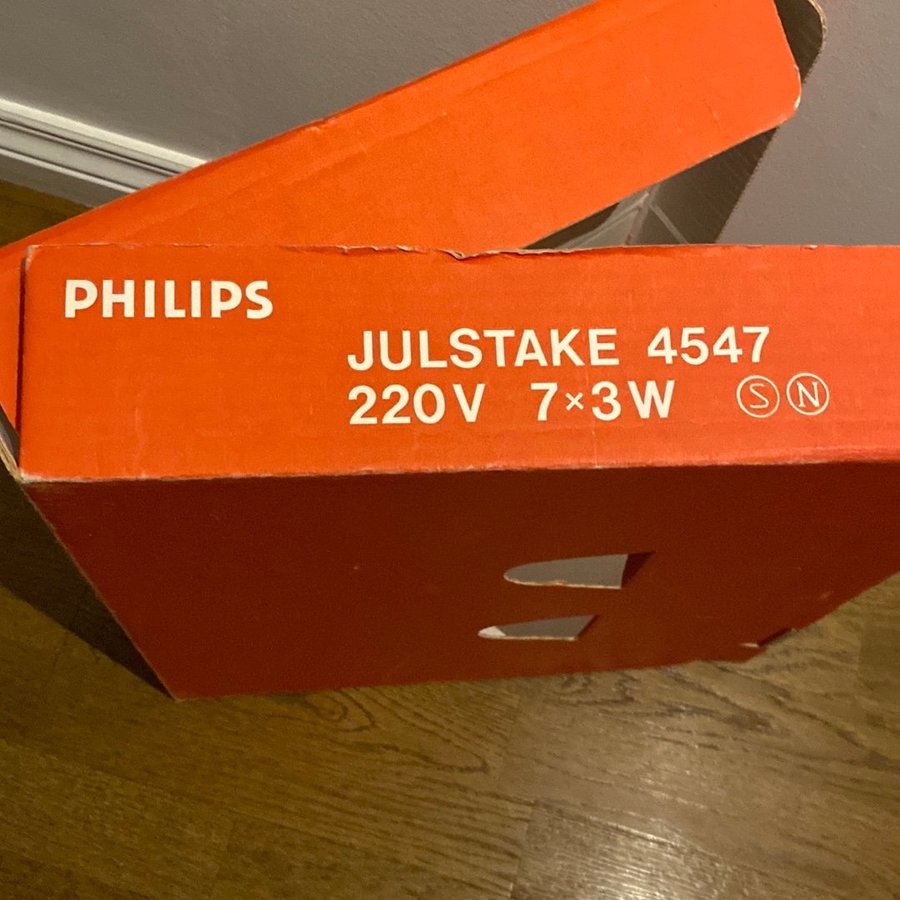 PHILIPS
JULSTAKE 4547
220V 7×3W Ⓢ Ⓝ